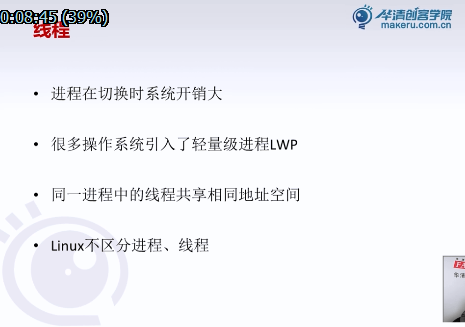 0:08:45 (39%)
线程
华清创客学院
makeru.com.cn
• 进程在切换时系统开销大
• 很多操作系统引入了轻量级进程LWP
• 同一进程中的线程共享相同地址空间
• Linux不区分进程、线程